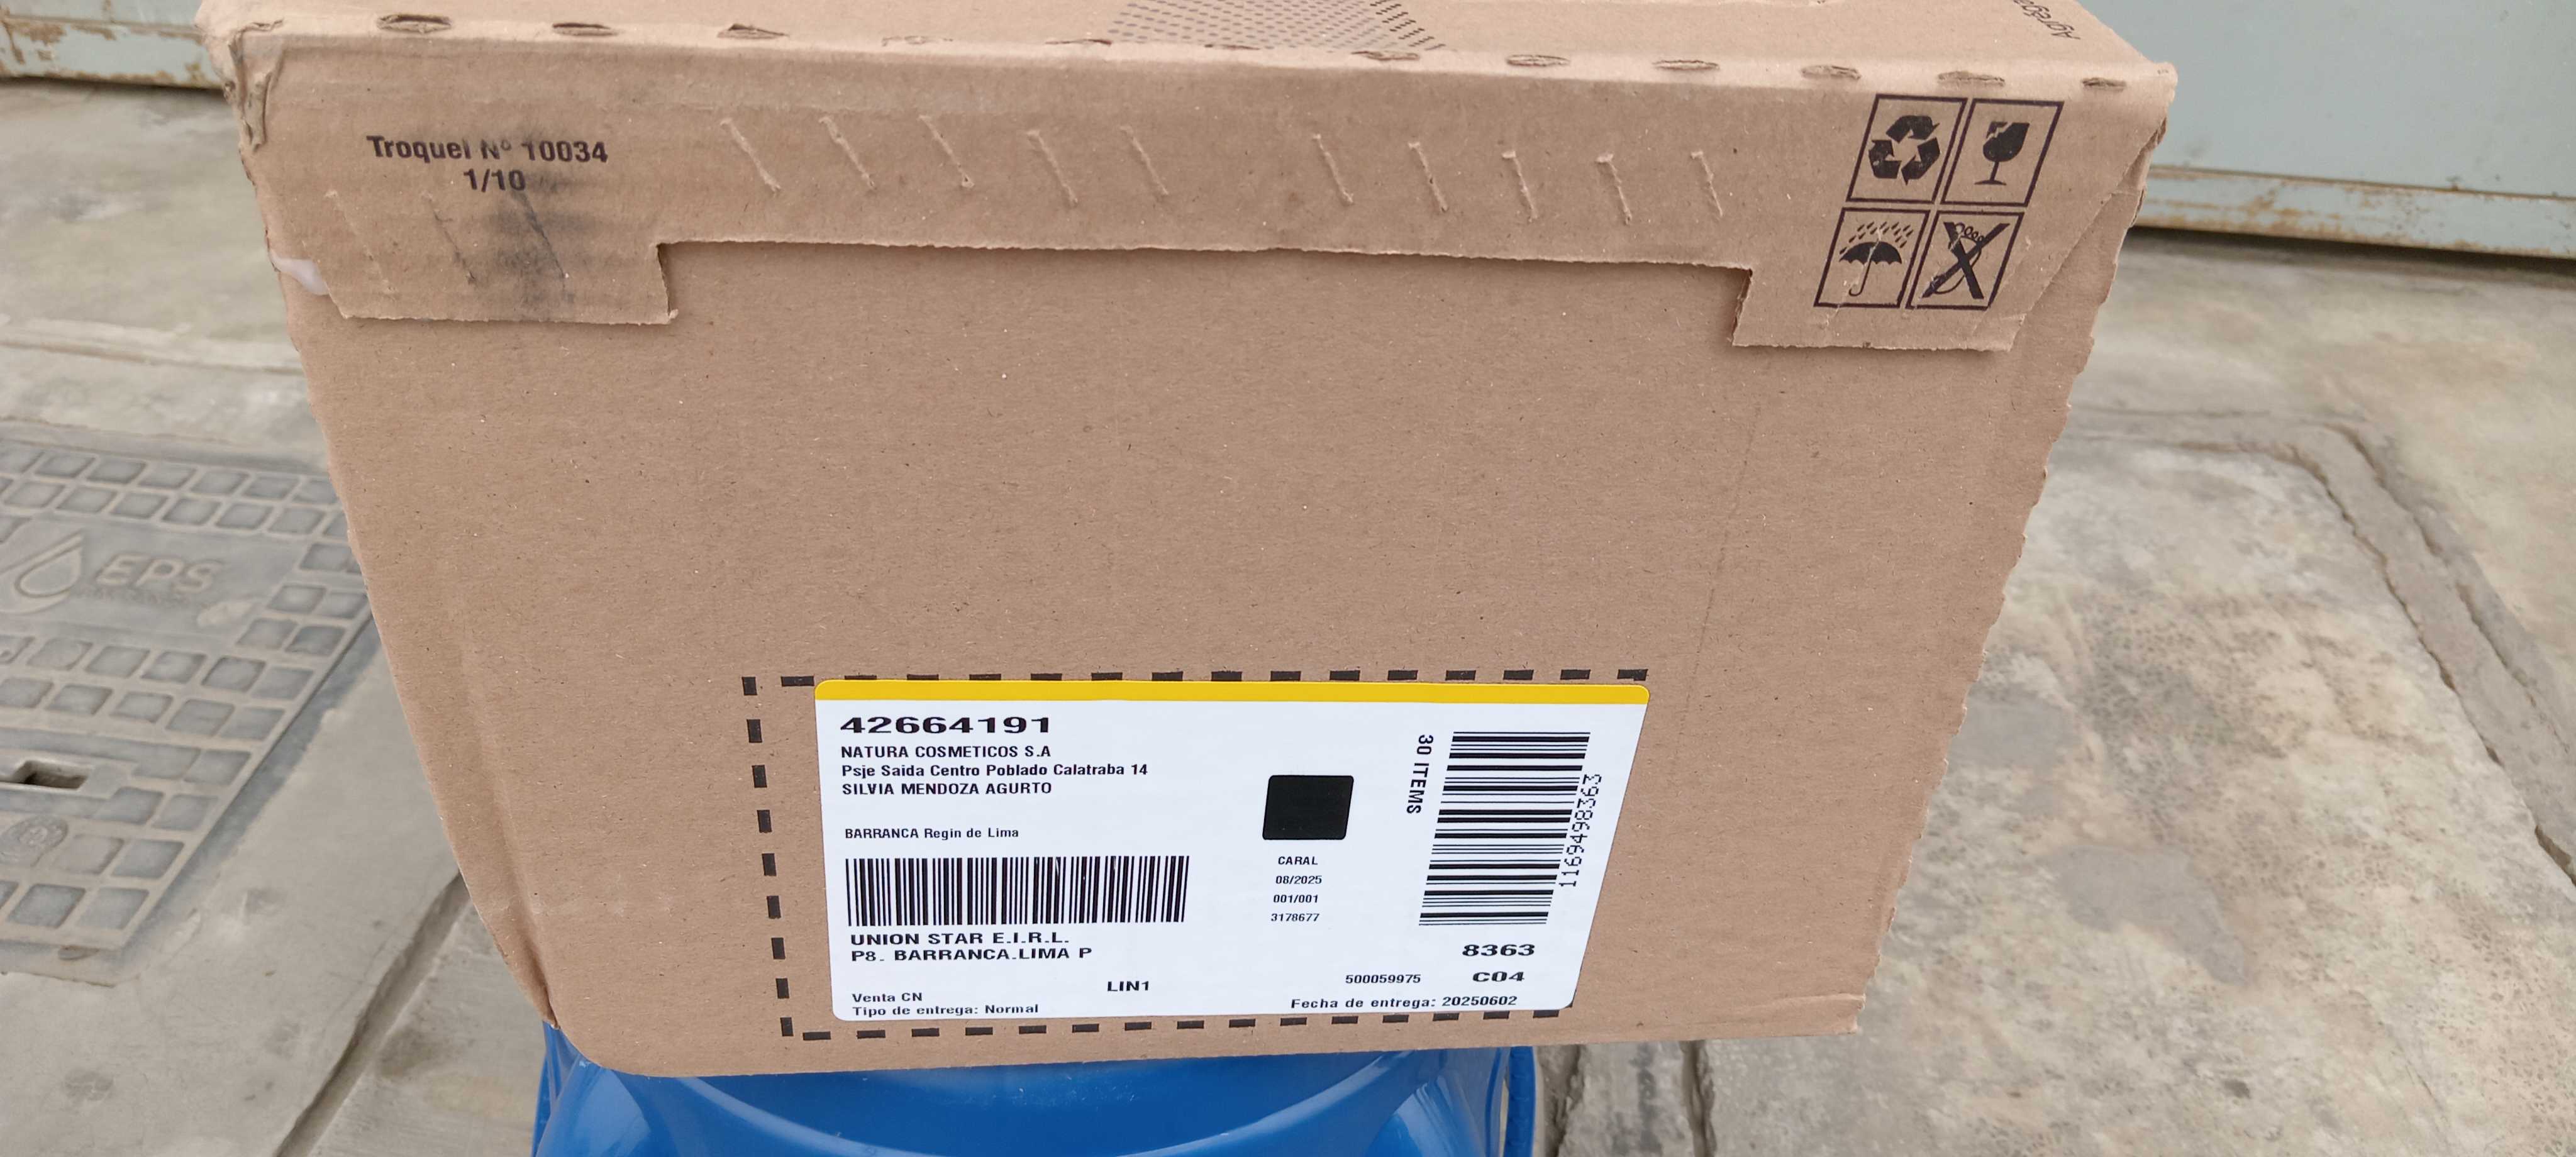 Agrega
Troquel Nº 10034
1/10
EPS
42664191
NATURA COSMETICOS S.A
Psje Saida Centro Poblado Calatraba 14
SILVIA MENDOZA AGURTO
BARRANCA Regin de Lima
UNION STAR E.I.R.L.
P8. BARRANCA.LIMA P
LIN1
Venta CN
Tipo de entrega: Normal
CARAL
08/2025
001/001
3178677
30 ITEMS
1169498363
8363
500059975
C04
Fecha de entrega: 20250602